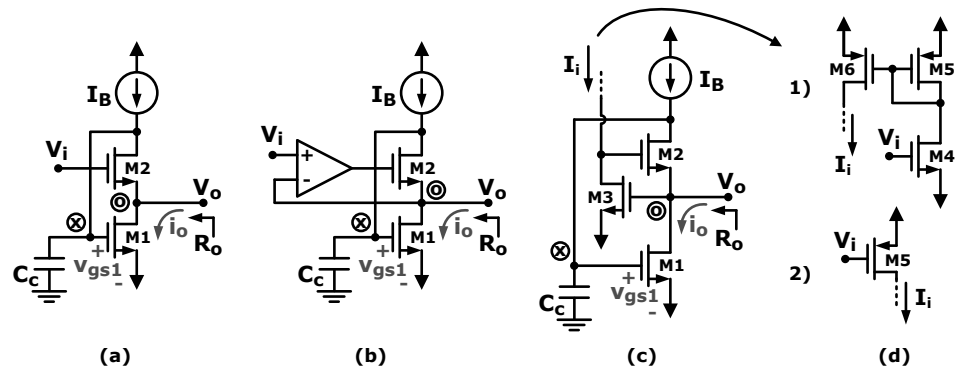 I_B
V_i
M2
O
V_o
X
M1
i_o
R_o
C_c
+
v_gs1
-
(a)
I_B
V_i
+
-
M2
O
V_o
X
M1
i_o
R_o
C_c
+
v_gs1
-
(b)
I_i
I_B
M2
M3
V_o
O
X
M1
i_o
R_o
C_c
+
v_gs1
-
(c)
1)
M6
M5
V_i
M4
I_i
2)
V_i
M5
I_i
(d)